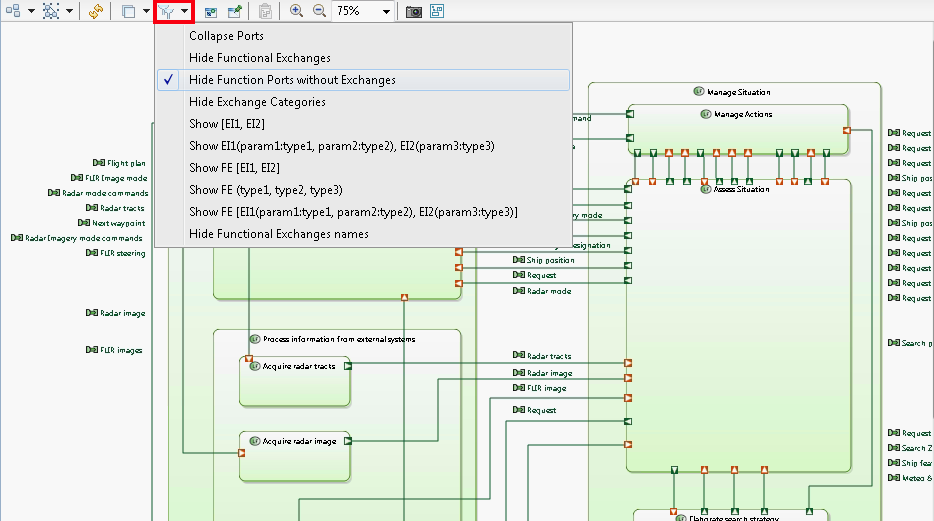 75%
Collapse Ports
Hide Functional Exchanges
Hide Function Ports without Exchanges
Hide Exchange Categories
Show [EI1, EI2]
Show EI1(param1:type1, param2:type2), EI2(param3:type3)
Show FE [EI1, EI2]
Show FE (type1, type2, type3)
Show FE [EI1(param1:type1, param2:type2), EI2(param3:type3)]
Hide Functional Exchanges names
Flight plan
FLIR Image mode
Radar mode commands
Radar tracts
Next waypoint
Radar Imagery mode commands
FLIR steering
Radar image
FLIR images
Ship position
Request
Radar mode
Process information from external systems
LF Acquire radar tracts
LF Acquire radar image
Radar tracts
Radar image
FLIR image
Request
LF Manage Situation
LF Manage Actions
LF Assess Situation
mode
Elaborate search strategy
Request
Request
Request
Ship pos
Request
Request
Ship pos
Request
Request
Request
Request
Request
Search p
Request
Search Z
Ship fea
Meteo &